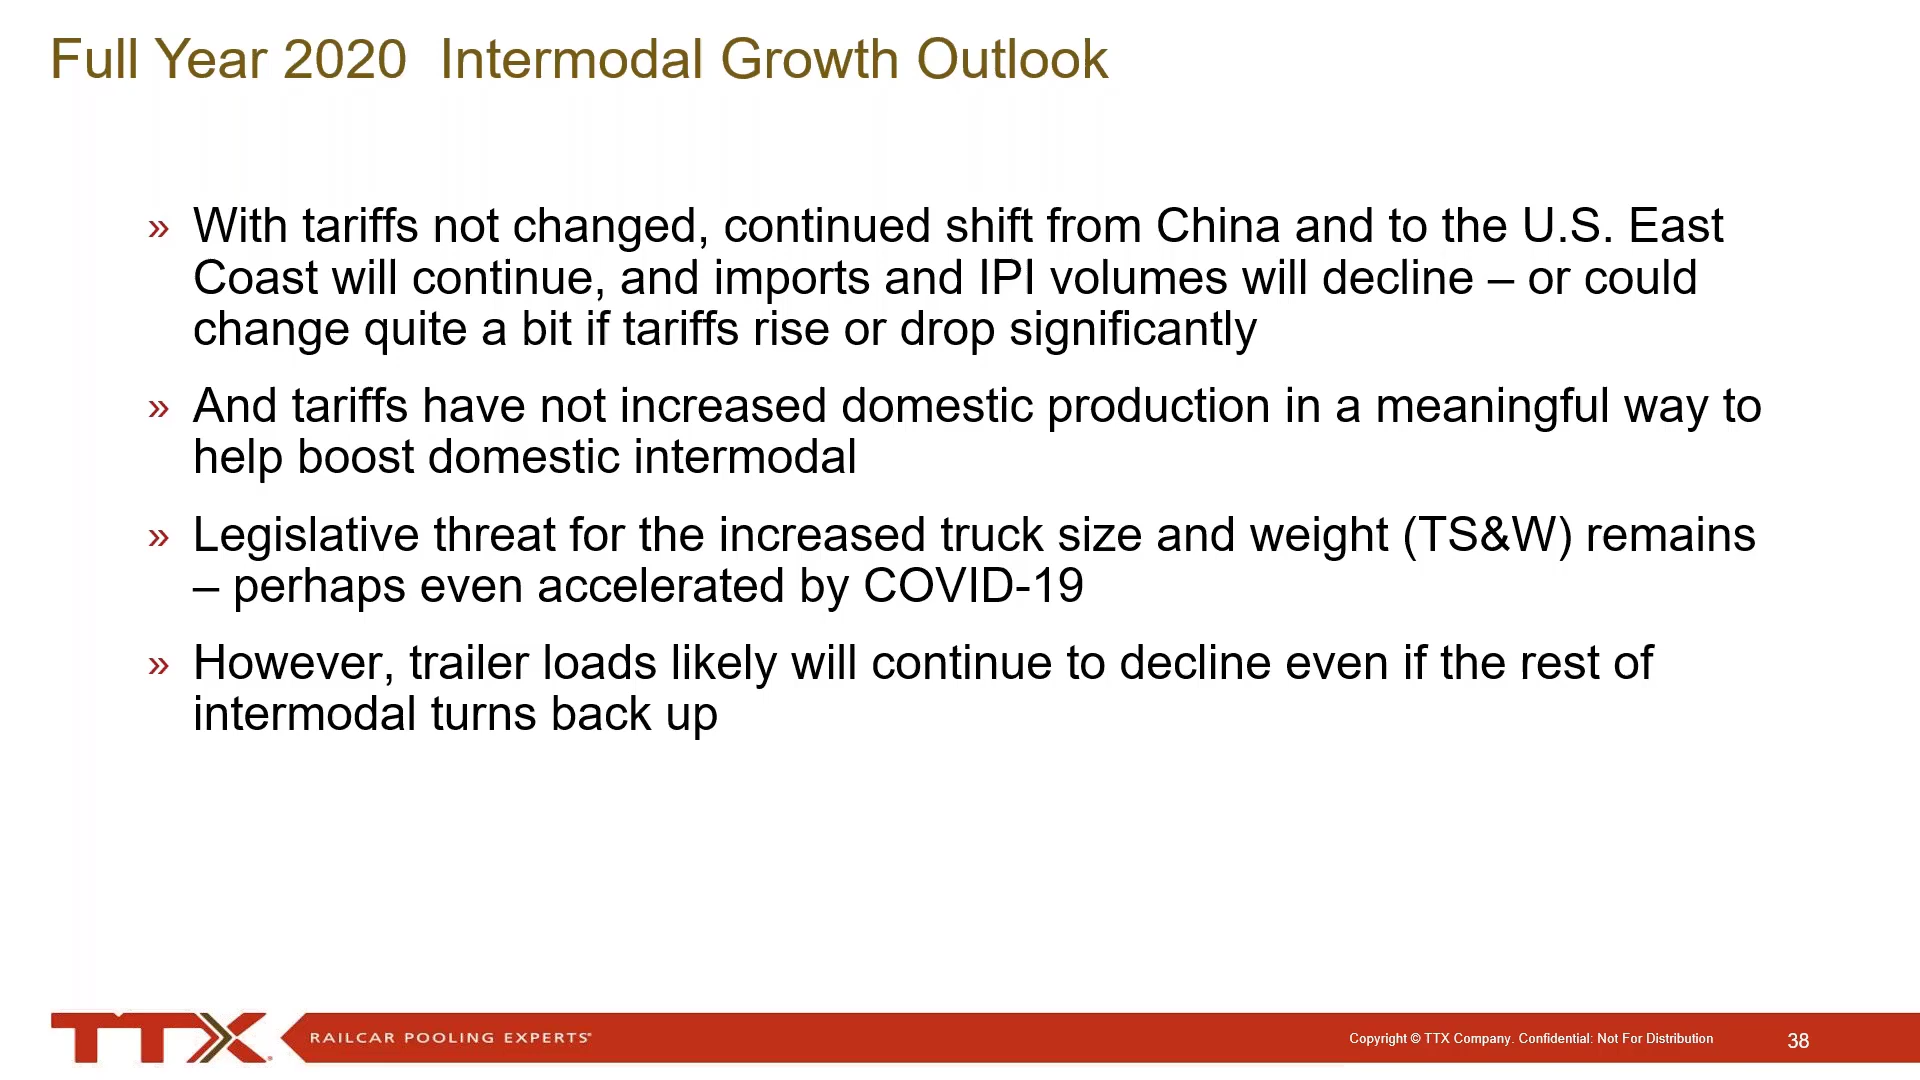 Full Year 2020  Intermodal Growth Outlook
» With tariffs not changed, continued shift from China and to the U.S. East
Coast will continue, and imports and IPI volumes will decline – or could
change quite a bit if tariffs rise or drop significantly
» And tariffs have not increased domestic production in a meaningful way to
help boost domestic intermodal
» Legislative threat for the increased truck size and weight (TS&W) remains
– perhaps even accelerated by COVID-19
» However, trailer loads likely will continue to decline even if the rest of
intermodal turns back up
TTX
RAILCAR POOLING EXPERTS
Copyright © TTX Company. Confidential: Not For Distribution
38